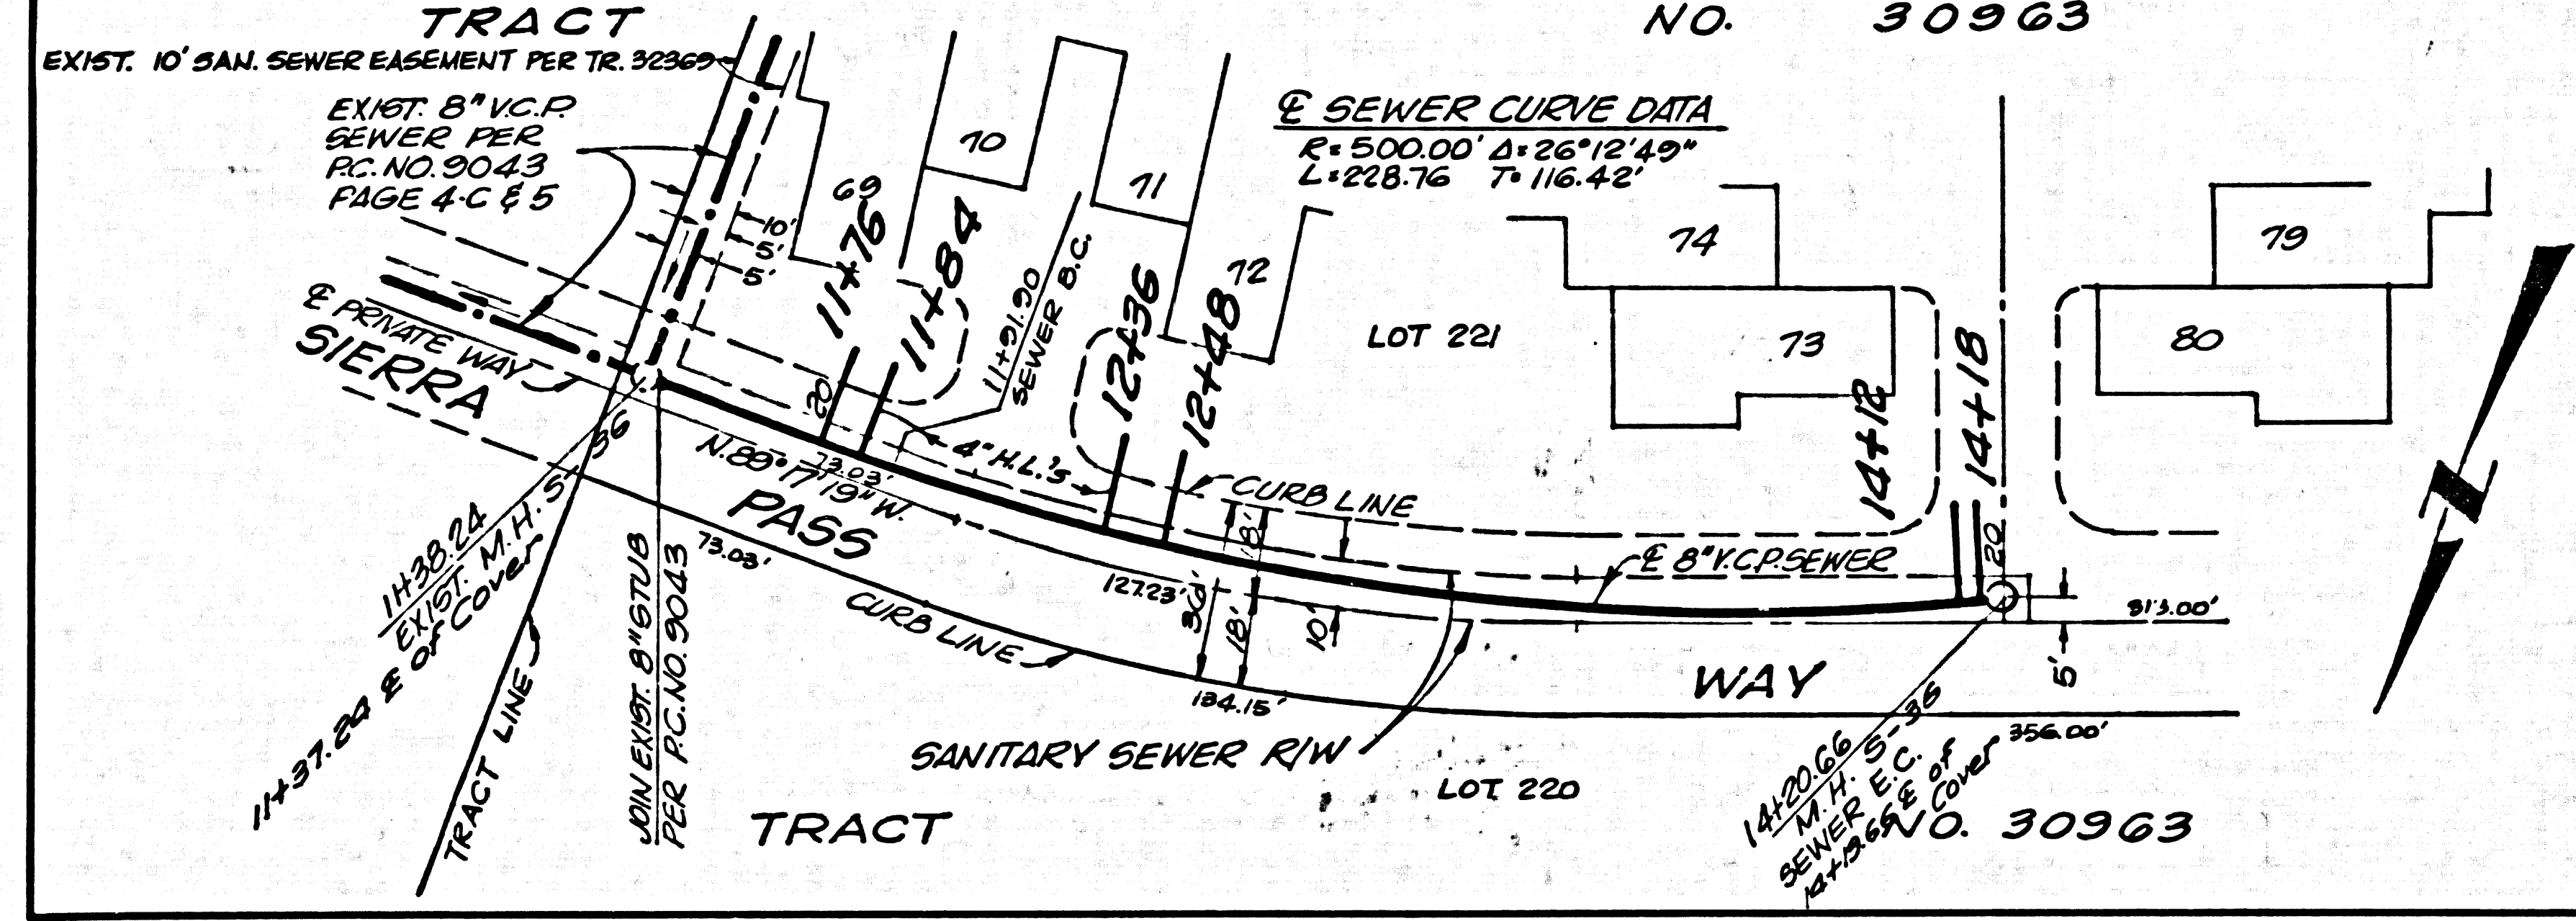 TRACT NO. 30963
EXIST. 10' SAN. SEWER EASEMENT PER TR. 32369
EXIST. 8" V.C.P.
SEWER PER
P.C. NO. 9043
PAGE 4-C & 5
℄ SEWER CURVE DATA
R=500.00' Δ=26°12'49"
L=228.76 T=116.42'
69
70
71
72
74
73
79
80
10'
5'
5'
11+76
11+84
11+91.90
SEWER B.C.
12+36
12+48
LOT 221
14+12
14+18
℄ PRIVATE WAY
SIERRA
PASS
WAY
20
4" H.L.'S
N.89°17'19"W.
73.03'
73.03'
CURB LINE
18'
℄ 8" V.C.P. SEWER
20
127.23'
36'
18'
10'
313.00'
5'
CURB LINE
134.15'
356.00'
11+38.24
EXIST. M.H. S-36
11+37.24 ℄ of Cover
TRACT LINE
JOIN EXIST. 8" STUB
PER P.C. NO. 9043
SANITARY SEWER R/W
LOT 220
14+20.66
M.H. S-36
SEWER E.C.
14+19.66 ℄ of Cover
TRACT NO. 30963